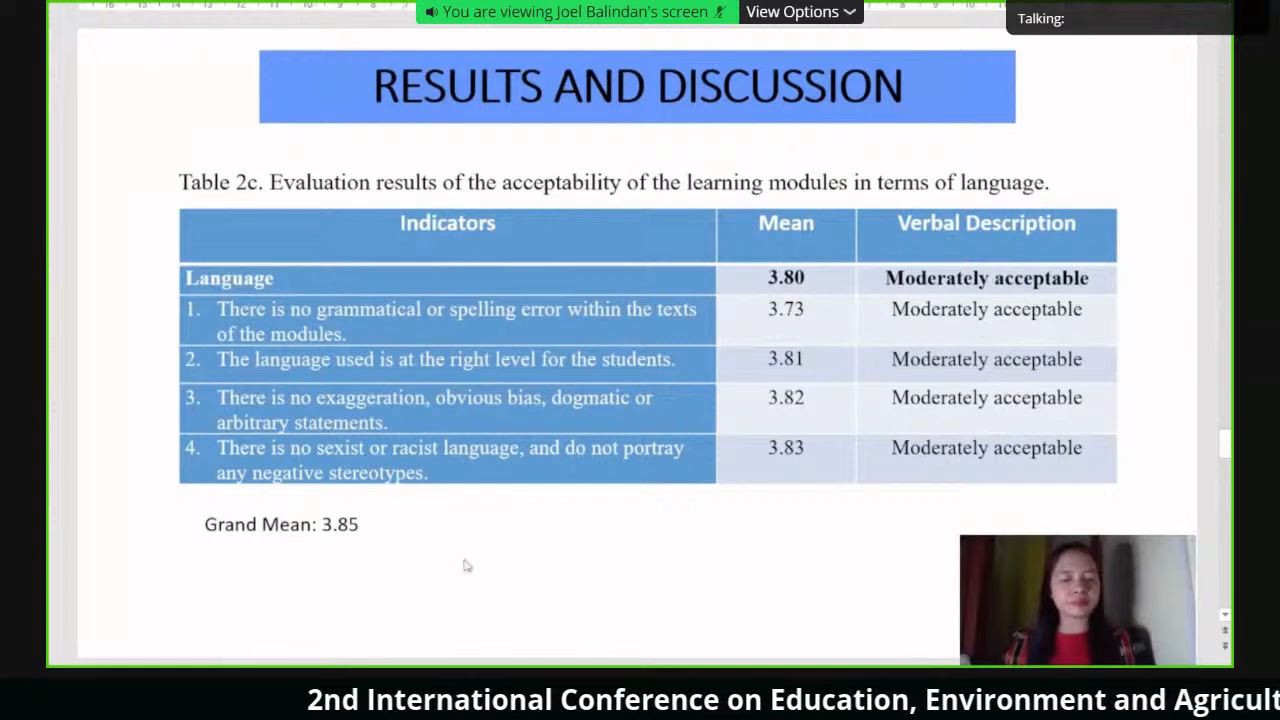 You are viewing Joel Balindan's screen
View Options
Talking:
RESULTS AND DISCUSSION
Table 2c. Evaluation results of the acceptability of the learning modules in terms of language.
Indicators Mean Verbal Description
Language 3.80 Moderately acceptable
1. There is no grammatical or spelling error within the texts 3.73 Moderately acceptable
of the modules.
2. The language used is at the right level for the students. 3.81 Moderately acceptable
3. There is no exaggeration, obvious bias, dogmatic or 3.82 Moderately acceptable
arbitrary statements.
4. There is no sexist or racist language, and do not portray 3.83 Moderately acceptable
any negative stereotypes.
Grand Mean: 3.85
2nd International Conference on Education, Environment and Agricult